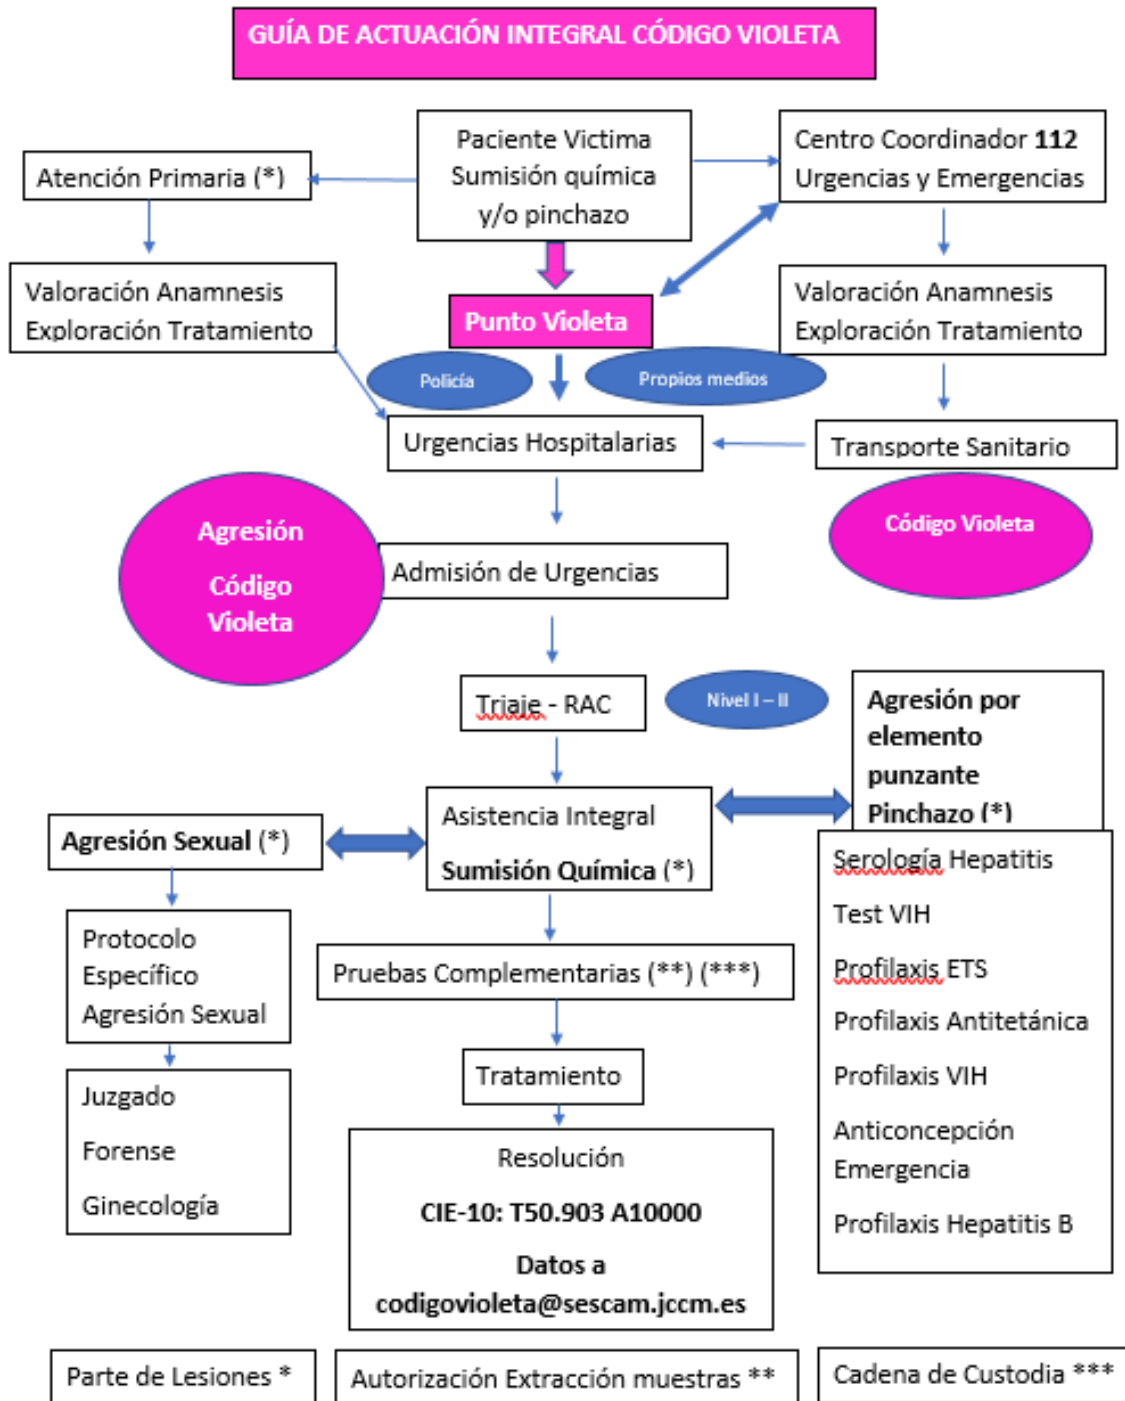 GUÍA DE ACTUACIÓN INTEGRAL CÓDIGO VIOLETA
Paciente Victima
Sumisión química
y/o pinchazo
Centro Coordinador 112
Urgencias y Emergencias
Atención Primaria (*)
Valoración Anamnesis
Exploración Tratamiento
Punto Violeta
Valoración Anamnesis
Exploración Tratamiento
Policía
Propios medios
Urgencias Hospitalarias
Transporte Sanitario
Agresión
Código
Violeta
Código Violeta
Admisión de Urgencias
Triaje - RAC
Nivel I – II
Agresión por
elemento
punzante
Pinchazo (*)
Asistencia Integral
Sumisión Química (*)
Agresión Sexual (*)
Serología Hepatitis
Test VIH
Profilaxis ETS
Profilaxis Antitetánica
Profilaxis VIH
Anticoncepción
Emergencia
Profilaxis Hepatitis B
Protocolo
Específico
Agresión Sexual
Pruebas Complementarias (**) (***)
Tratamiento
Juzgado
Forense
Ginecología
Resolución
CIE-10: T50.903 A10000
Datos a
codigovioleta@sescam.jccm.es
Parte de Lesiones *
Autorización Extracción muestras **
Cadena de Custodia ***